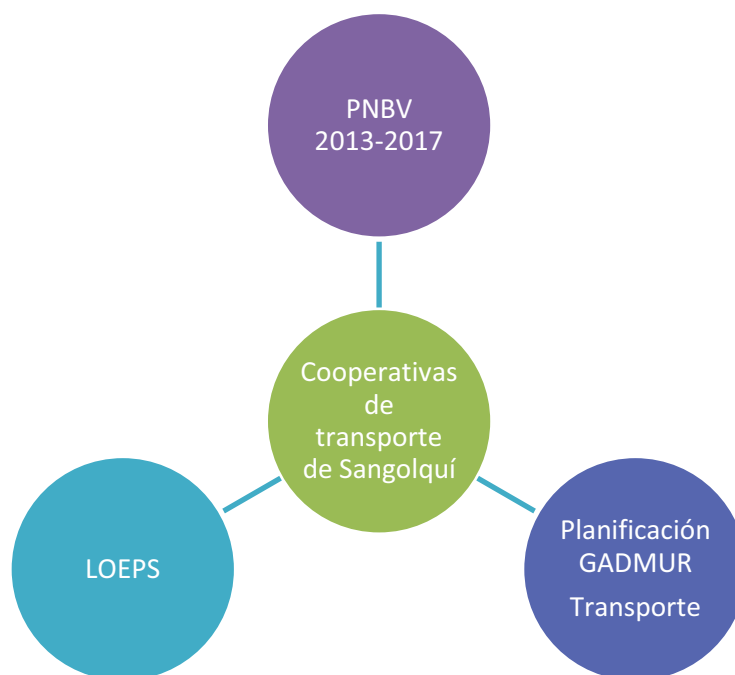 PNBV
2013-2017
Cooperativas
de
transporte
de Sangolquí
LOEPS
Planificación
GADMUR
Transporte